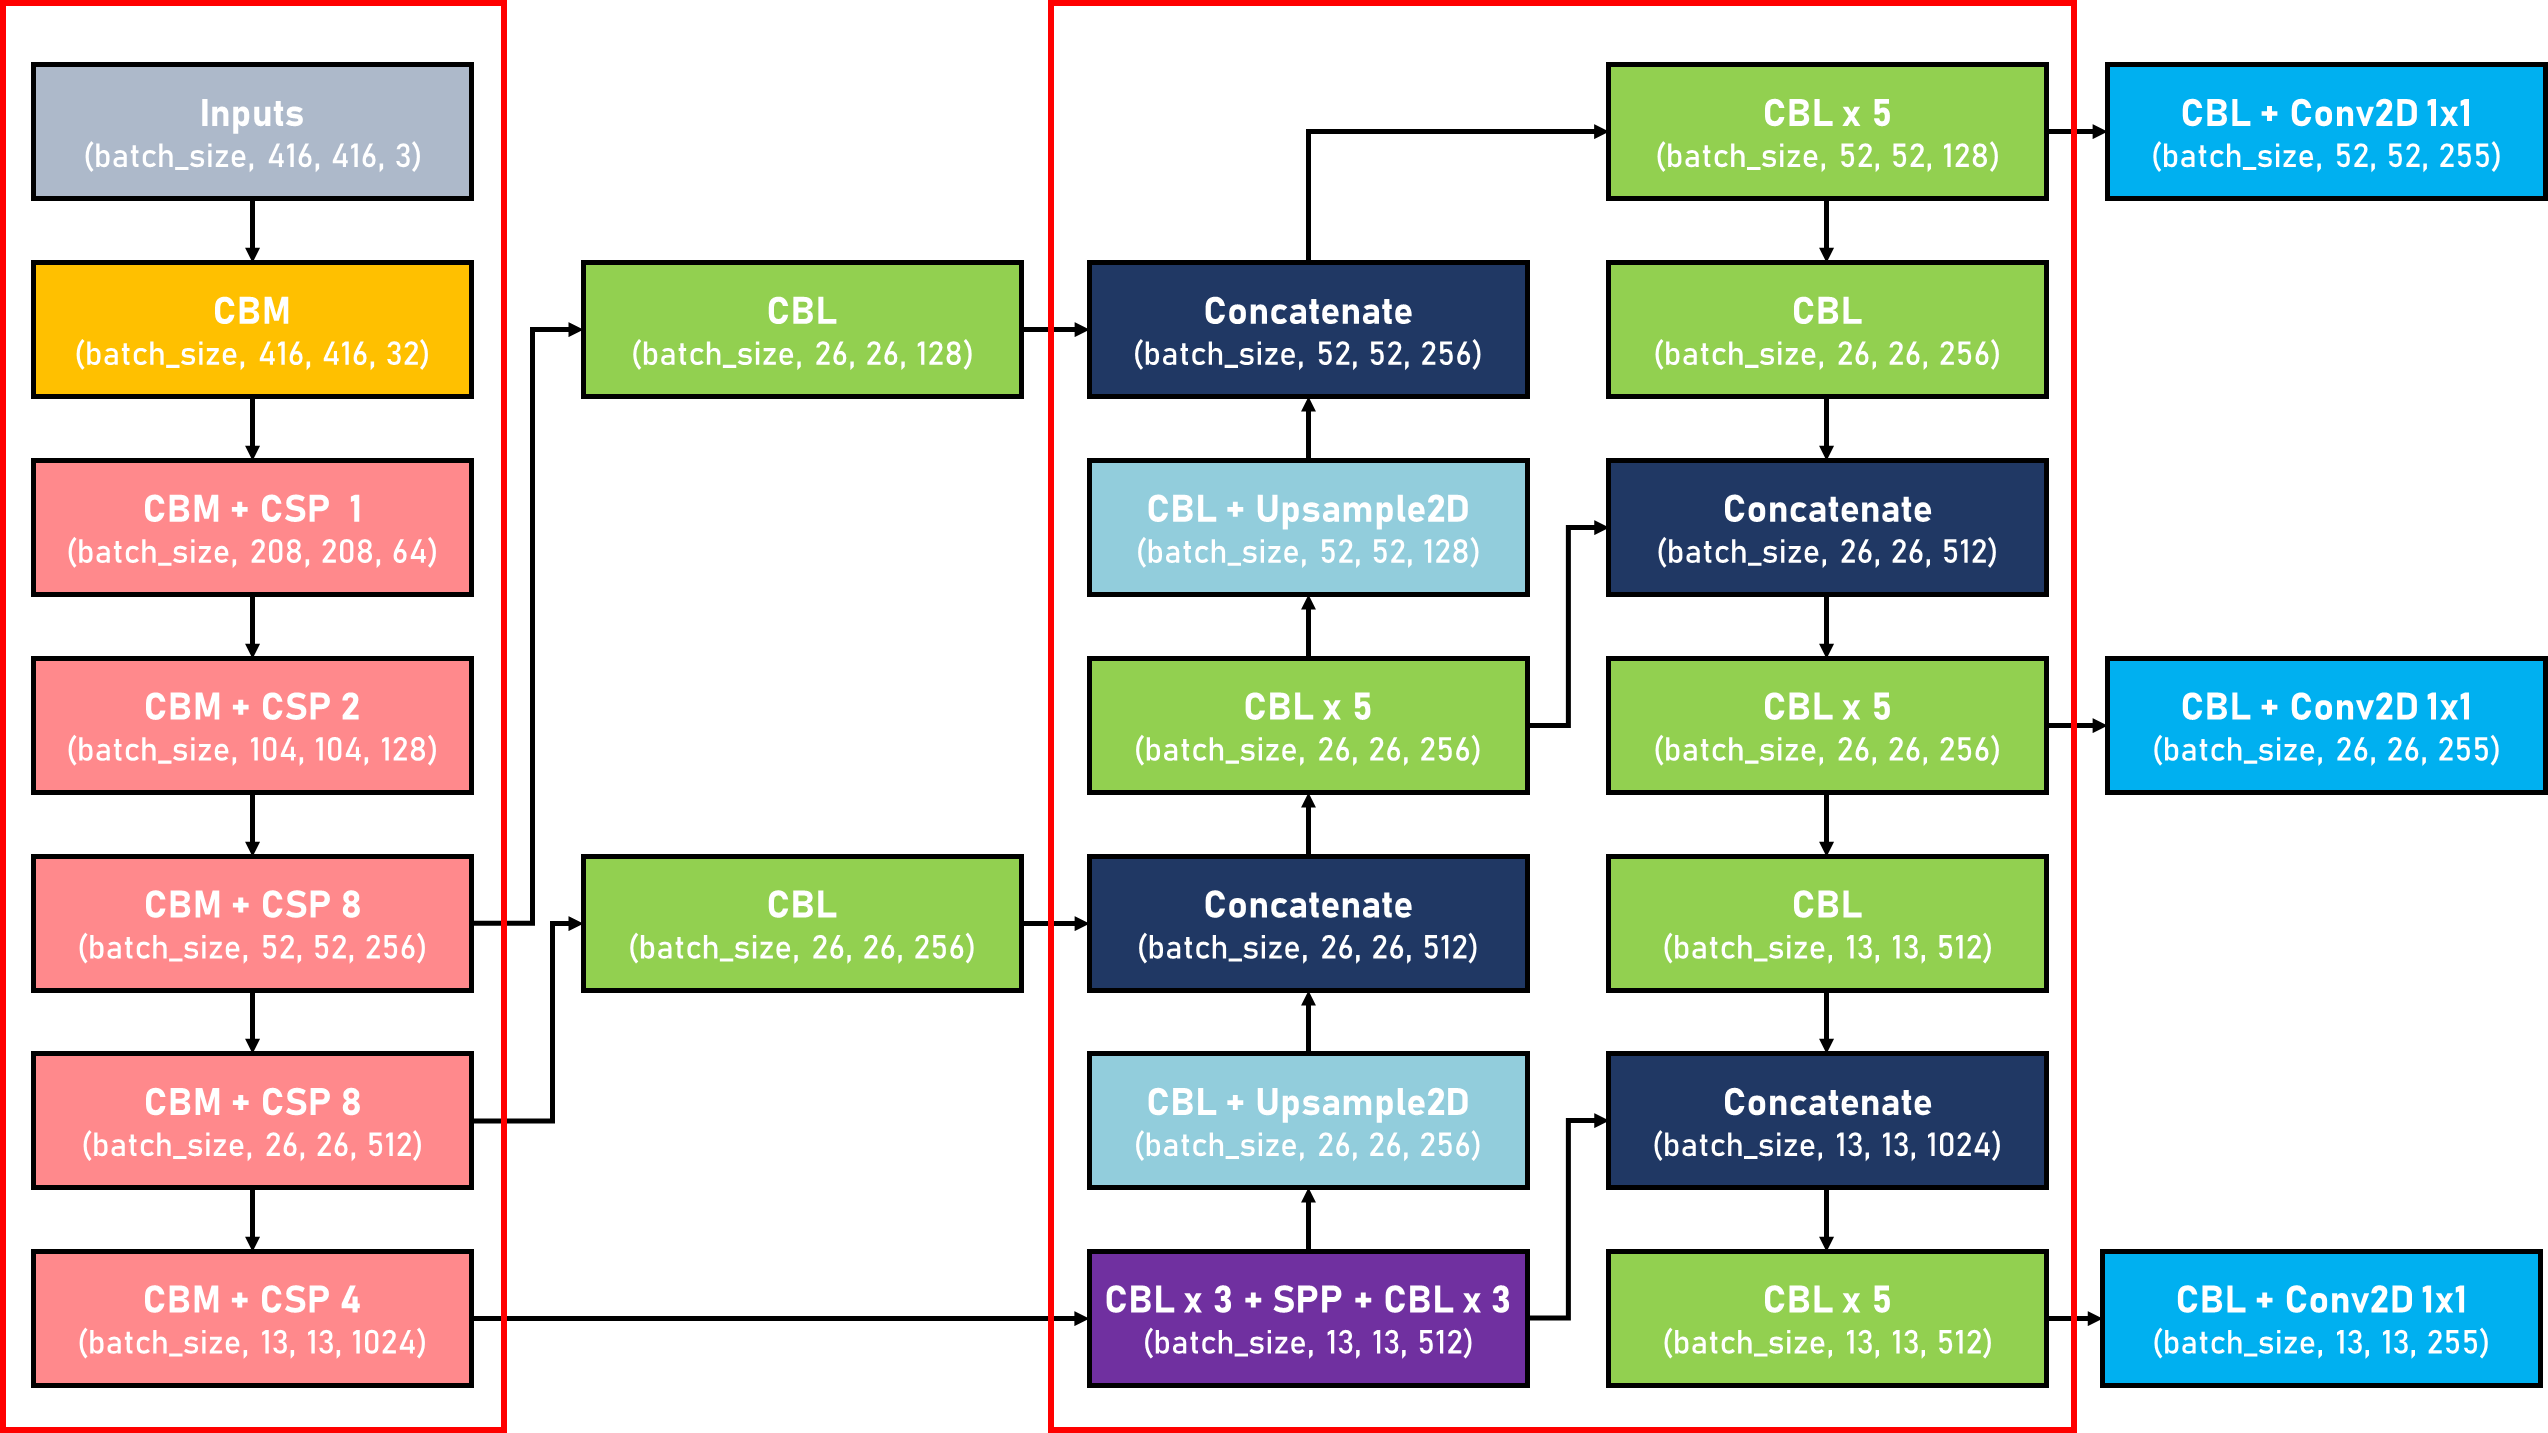 Inputs
(batch_size, 416, 416, 3)
CBM
(batch_size, 416, 416, 32)
CBM + CSP  1
(batch_size, 208, 208, 64)
CBM + CSP 2
(batch_size, 104, 104, 128)
CBM + CSP 8
(batch_size, 52, 52, 256)
CBM + CSP 8
(batch_size, 26, 26, 512)
CBM + CSP 4
(batch_size, 13, 13, 1024)
CBL
(batch_size, 26, 26, 128)
CBL
(batch_size, 26, 26, 256)
Concatenate
(batch_size, 52, 52, 256)
CBL + Upsample2D
(batch_size, 52, 52, 128)
CBL x 5
(batch_size, 26, 26, 256)
Concatenate
(batch_size, 26, 26, 512)
CBL + Upsample2D
(batch_size, 26, 26, 256)
CBL x 3 + SPP + CBL x 3
(batch_size, 13, 13, 512)
CBL x 5
(batch_size, 52, 52, 128)
CBL
(batch_size, 26, 26, 256)
Concatenate
(batch_size, 26, 26, 512)
CBL x 5
(batch_size, 26, 26, 256)
CBL
(batch_size, 13, 13, 512)
Concatenate
(batch_size, 13, 13, 1024)
CBL x 5
(batch_size, 13, 13, 512)
CBL + Conv2D 1x1
(batch_size, 52, 52, 255)
CBL + Conv2D 1x1
(batch_size, 26, 26, 255)
CBL + Conv2D 1x1
(batch_size, 13, 13, 255)